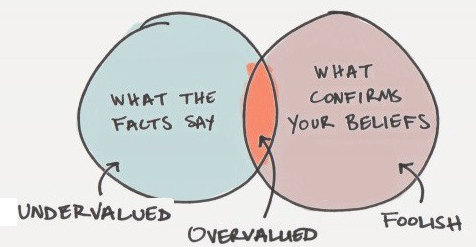 WHAT THE
FACTS SAY
WHAT
CONFIRMS
YOUR BELIEFS
UNDERVALUED
OVERVALUED
FOOLISH